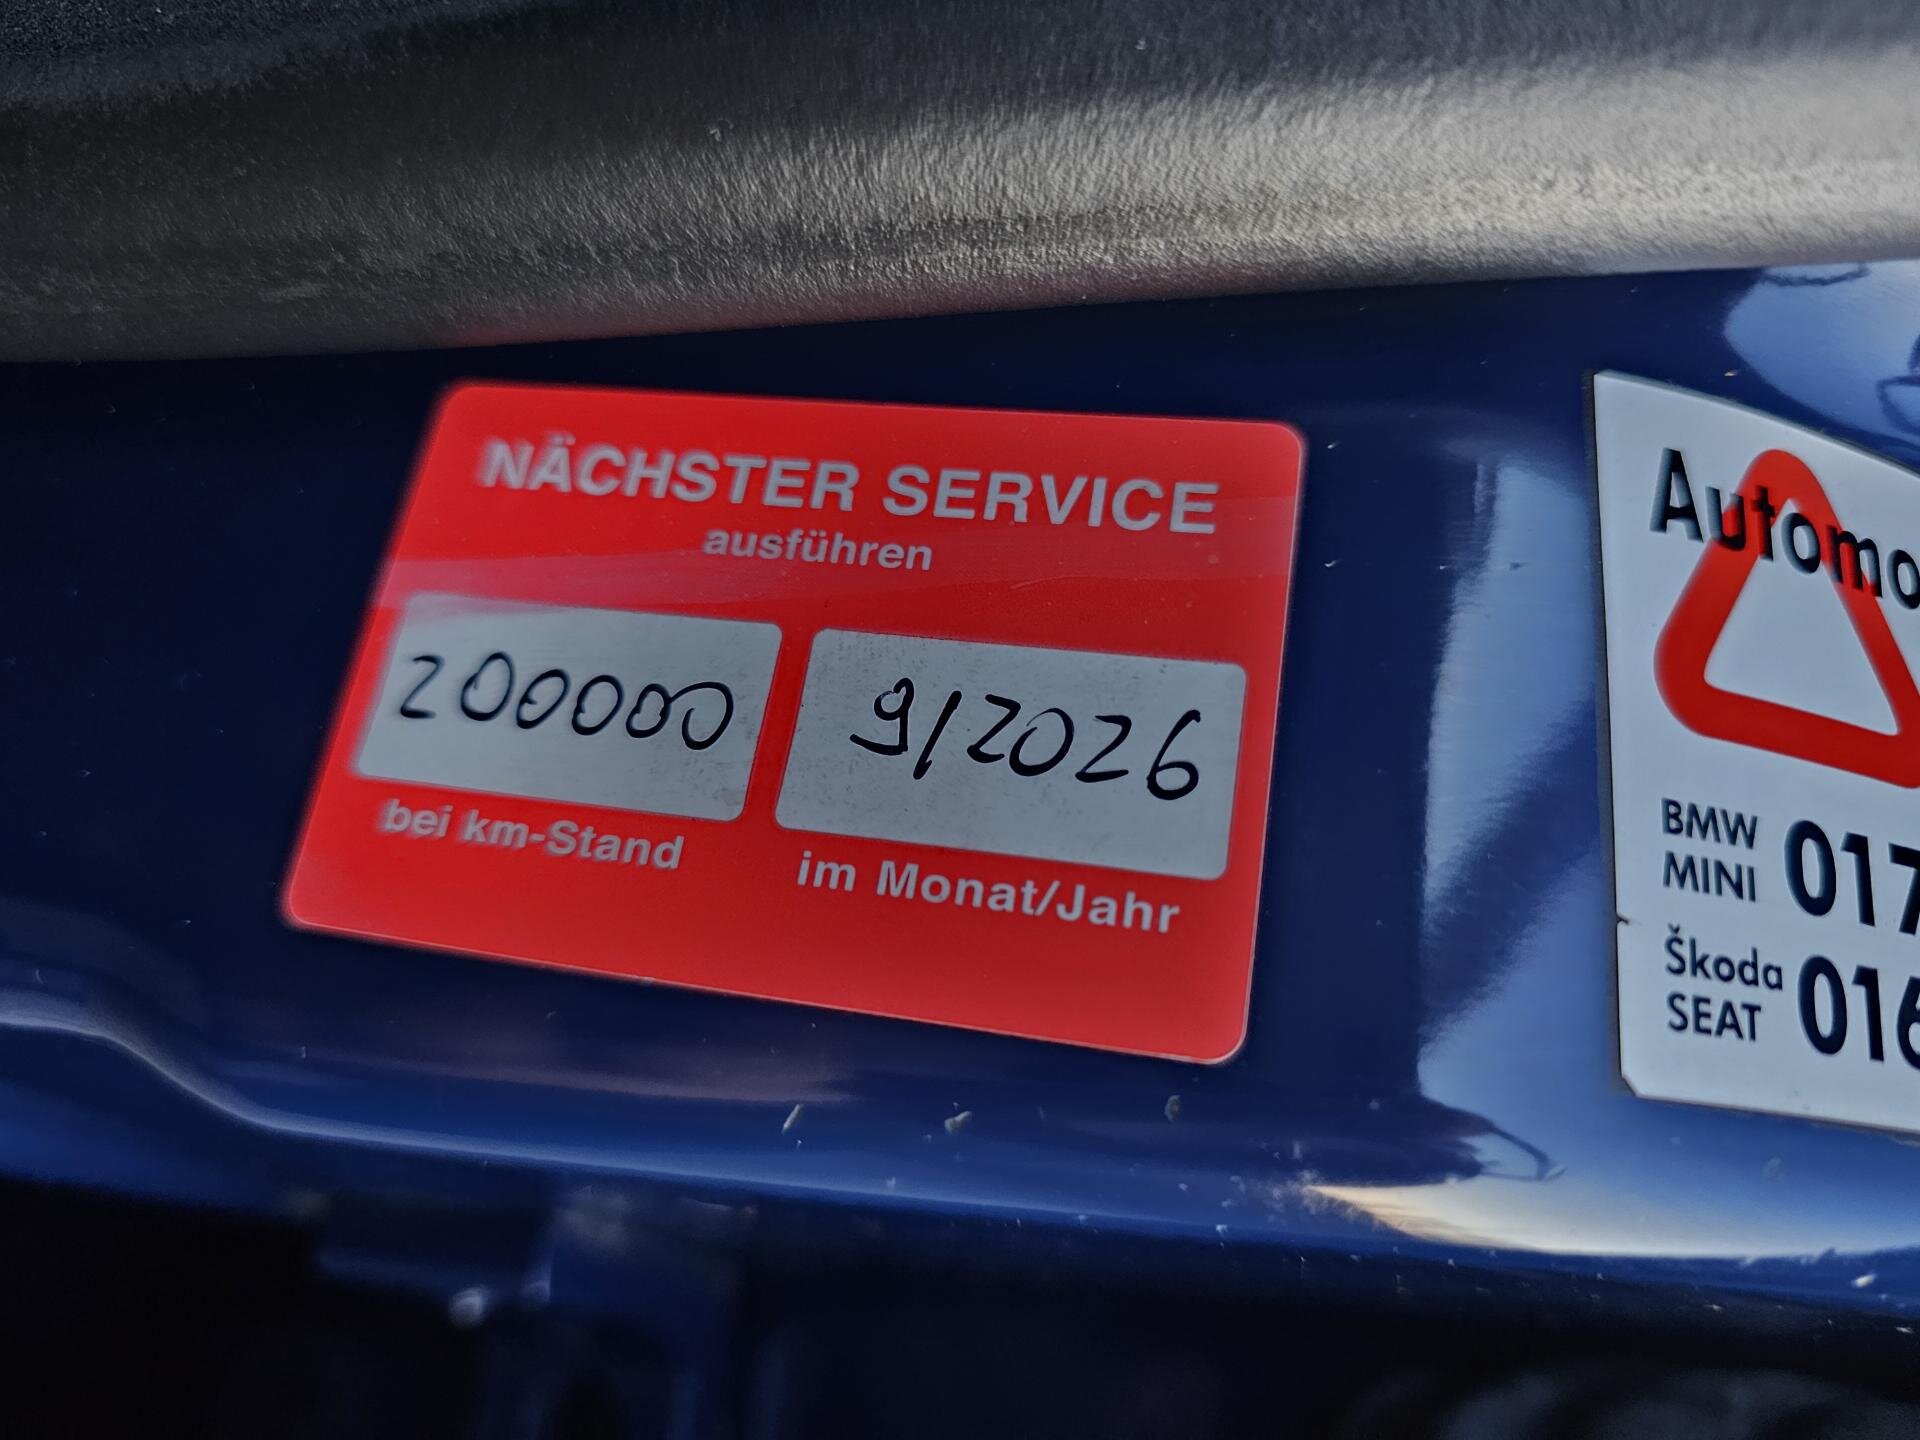 NÄCHSTER SERVICE
ausführen
200000
9/2026
bei km-Stand
im Monat/Jahr
Automo
BMW
MINI
017
Škoda
SEAT
016